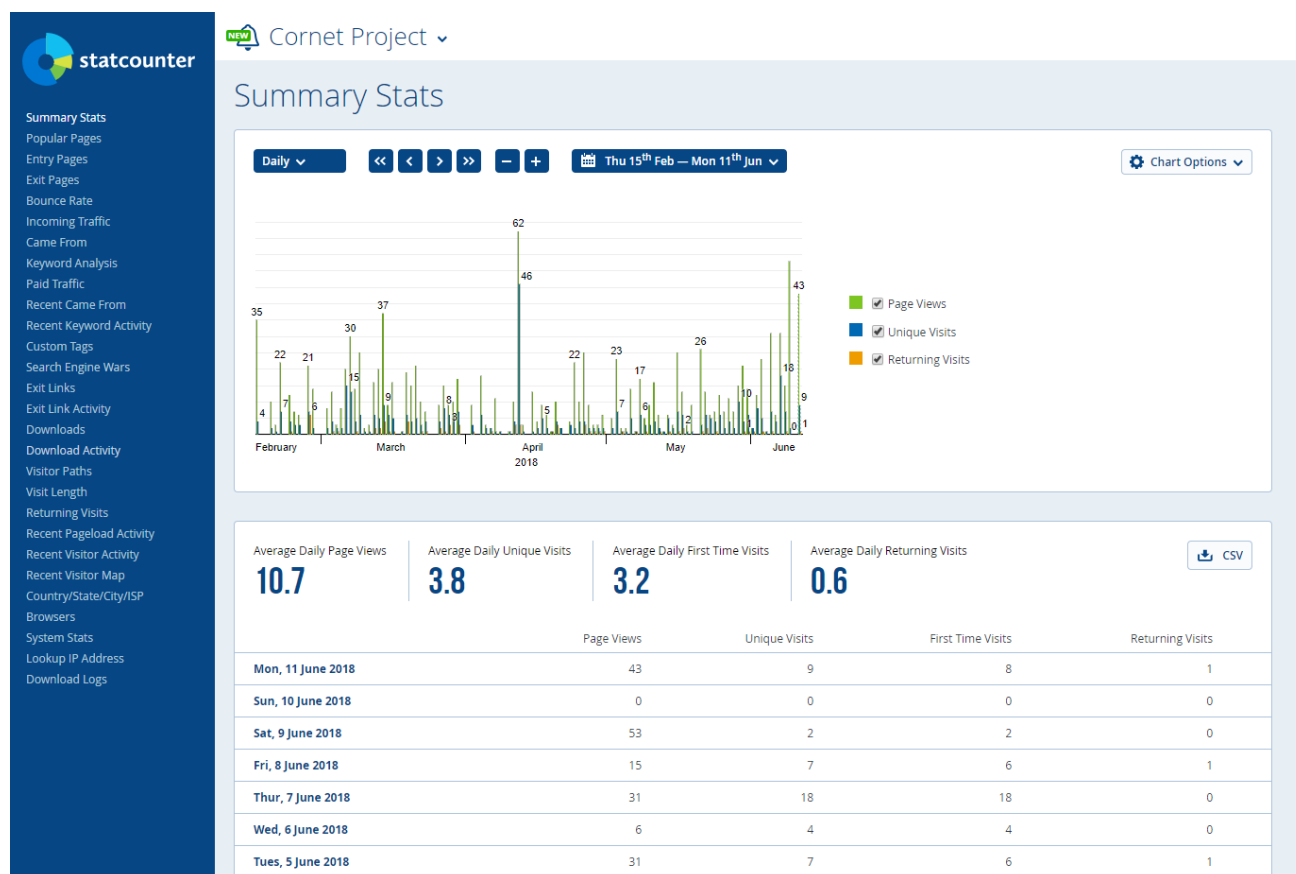 statcounter
Summary Stats
Popular Pages
Entry Pages
Exit Pages
Bounce Rate
Incoming Traffic
Came From
Keyword Analysis
Paid Traffic
Recent Came From
Recent Keyword Activity
Custom Tags
Search Engine Wars
Exit Links
Exit Link Activity
Downloads
Download Activity
Visitor Paths
Visit Length
Returning Visits
Recent Pageload Activity
Recent Visitor Activity
Recent Visitor Map
Country/State/City/ISP
Browsers
System Stats
Lookup IP Address
Download Logs
NEW Cornet Project
Summary Stats
Daily « < > » − + Thu 15th Feb — Mon 11th Jun Chart Options
62
46
43
35
37
30
22 21 22 23 26
15 17 18
4 7 6 9 8 3 5 7 6 2 10 1 0 9 1
February March April May June
2018
Page Views
Unique Visits
Returning Visits
Average Daily Page Views Average Daily Unique Visits Average Daily First Time Visits Average Daily Returning Visits CSV
10.7 3.8 3.2 0.6
Page Views Unique Visits First Time Visits Returning Visits
Mon, 11 June 2018 43 9 8 1
Sun, 10 June 2018 0 0 0 0
Sat, 9 June 2018 53 2 2 0
Fri, 8 June 2018 15 7 6 1
Thur, 7 June 2018 31 18 18 0
Wed, 6 June 2018 6 4 4 0
Tues, 5 June 2018 31 7 6 1